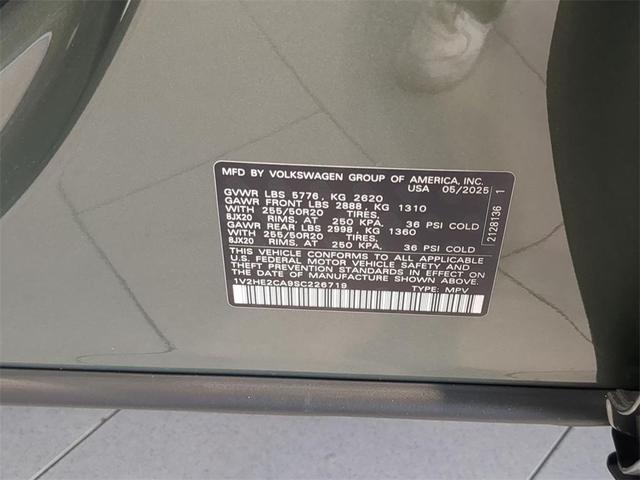 MFD BY VOLKSWAGEN GROUP OF AMERICA, INC.
USA 05/2025
GVWR LBS 5776, KG 2620
GAWR FRONT LBS 2888, KG 1310
WITH 255/50R20 TIRES,
8JX20 RIMS, AT 250 KPA. 36 PSI COLD
GAWR REAR LBS 2998, KG 1360
WITH 255/50R20 TIRES,
8JX20 RIMS, AT 250 KPA, 36 PSI COLD
THIS VEHICLE CONFORMS TO ALL APPLICABLE
U.S. FEDERAL MOTOR VEHICLE SAFETY AND
THEFT PREVENTION STANDARDS IN EFFECT ON
THE DATE OF MANUFACTURE SHOWN ABOVE.
1V2HE2CA9SC226719 TYPE: MPV
2128136 1